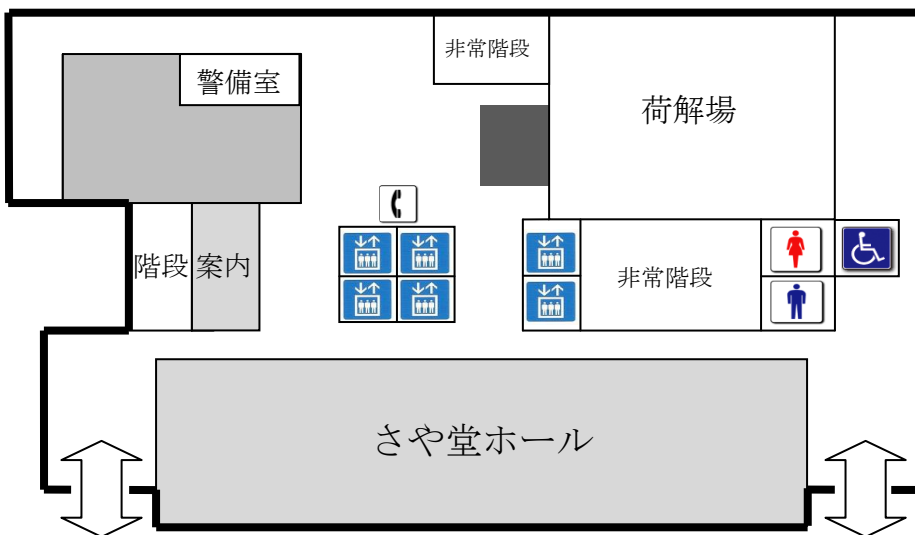 非常階段
警備室
荷解場
階段
案内
非常階段
さや堂ホール